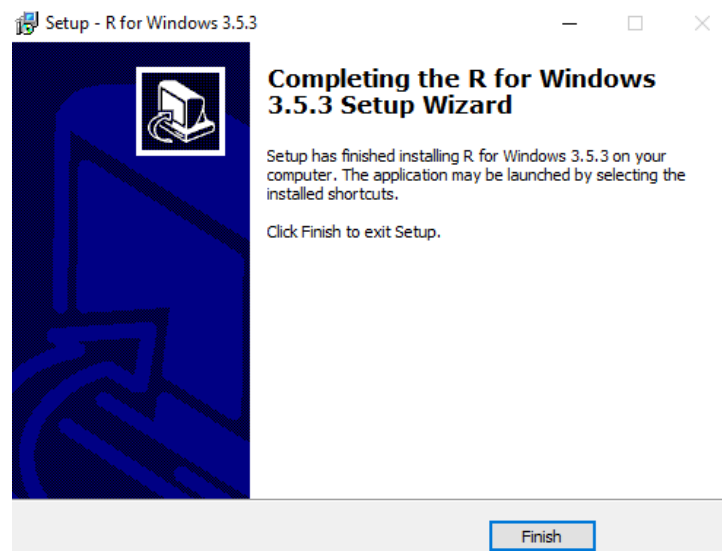 Setup - R for Windows 3.5.3
Completing the R for Windows
3.5.3 Setup Wizard
Setup has finished installing R for Windows 3.5.3 on your
computer. The application may be launched by selecting the
installed shortcuts.
Click Finish to exit Setup.
Finish